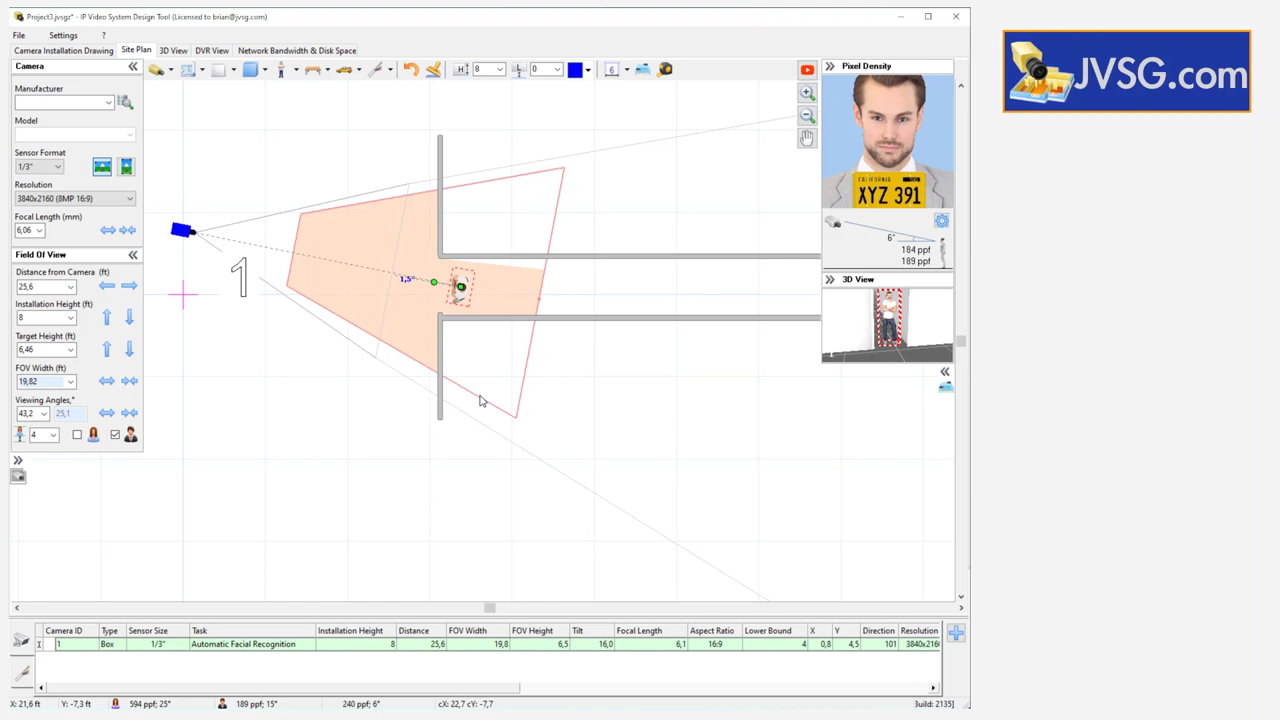 Project3.jvsgz* - IP Video System Design Tool (Licensed to brian@jvsg.com)
File Settings ?
Camera Installation Drawing Site Plan 3D View DVR View Network Bandwidth & Disk Space
Camera
Manufacturer
Model
Sensor Format
1/3"
Resolution
3840x2160 (8MP 16:9)
Focal Length (mm)
6,06
Field Of View
Distance from Camera (ft)
25,6
Installation Height (ft)
8
Target Height (ft)
6,46
FOV Width (ft)
19,82
Viewing Angles,°
43,2 25,1
4
H 8 0 6
1
1,5°
Pixel Density
CALIFORNIA
XYZ 391
6°
184 ppf
189 ppf
3D View
1
JVSG.com
Camera ID Type Sensor Size Task Installation Height Distance FOV Width FOV Height Tilt Focal Length Aspect Ratio Lower Bound X Y Direction Resolution
1 Box 1/3" Automatic Facial Recognition 8 25,6 19,8 6,5 16,0 6,1 16:9 4 0,8 4,5 101 3840x2160
X: 21,6 ft Y: -7,3 ft 594 ppf; 25° 189 ppf; 15° 240 ppf; 6° cX: 22,7 cY: -7,7 Build: 2135]